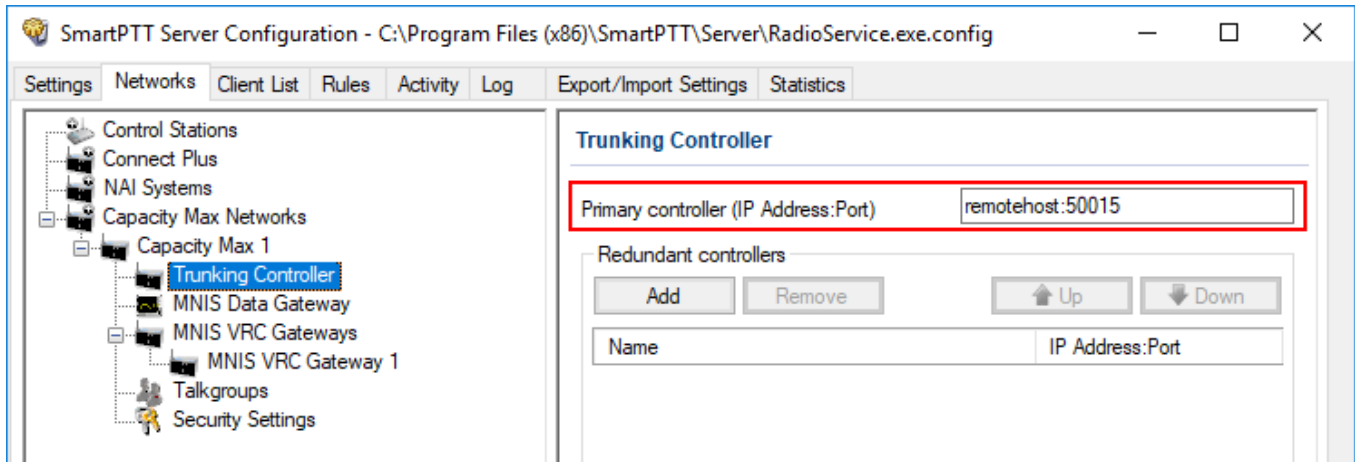 SmartPTT Server Configuration - C:\Program Files (x86)\SmartPTT\Server\RadioService.exe.config
Settings Networks Client List Rules Activity Log Export/Import Settings Statistics
Control Stations
Connect Plus
NAI Systems
Capacity Max Networks
Capacity Max 1
Trunking Controller
MNIS Data Gateway
MNIS VRC Gateways
MNIS VRC Gateway 1
Talkgroups
Security Settings
Trunking Controller
Primary controller (IP Address:Port) remotehost:50015
Redundant controllers
Add Remove Up Down
Name IP Address:Port